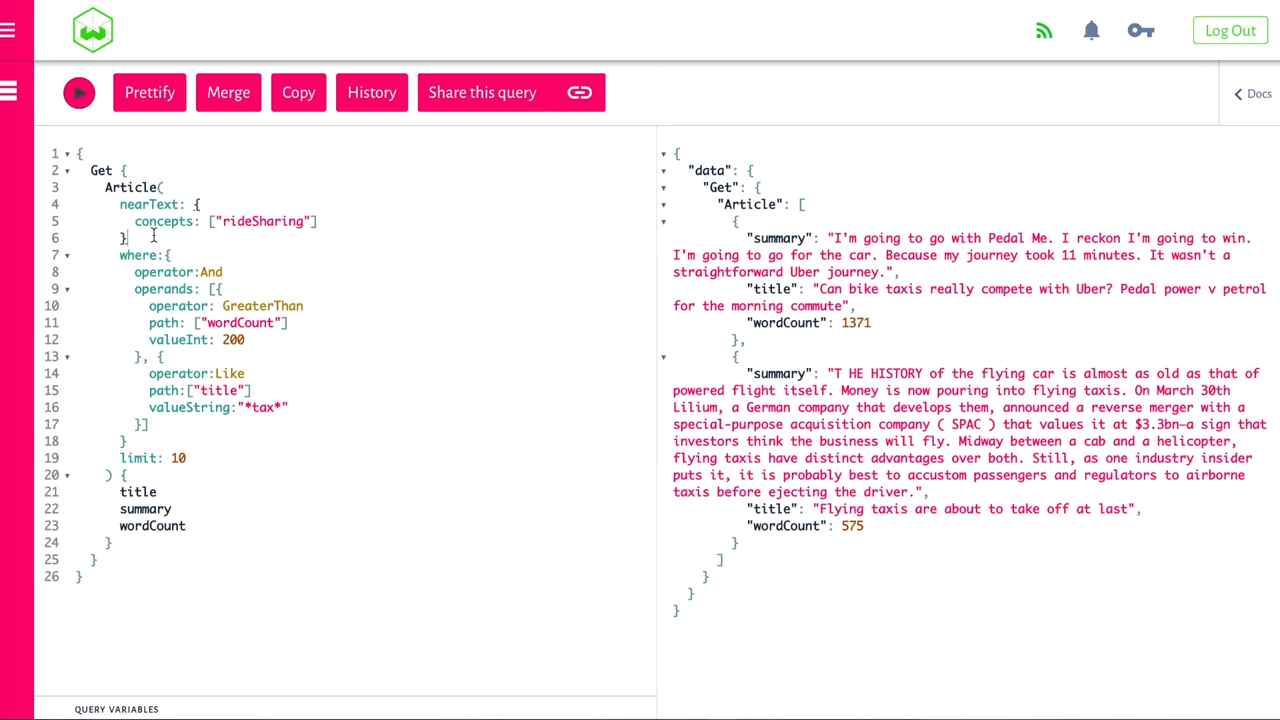 Log Out
Prettify
Merge
Copy
History
Share this query
Docs
1 {
2 Get {
3 Article(
4 nearText: {
5 concepts: ["rideSharing"]
6 }
7 where:{
8 operator:And
9 operands: [{
10 operator: GreaterThan
11 path: ["wordCount"]
12 valueInt: 200
13 }, {
14 operator:Like
15 path:["title"]
16 valueString:"*tax*"
17 }]
18 }
19 limit: 10
20 ) {
21 title
22 summary
23 wordCount
24 }
25 }
26 }
QUERY VARIABLES
{
"data": {
"Get": {
"Article": [
{
"summary": "I'm going to go with Pedal Me. I reckon I'm going to win.
I'm going to go for the car. Because my journey took 11 minutes. It wasn't a
straightforward Uber journey.",
"title": "Can bike taxis really compete with Uber? Pedal power v petrol
for the morning commute",
"wordCount": 1371
},
{
"summary": "T HE HISTORY of the flying car is almost as old as that of
powered flight itself. Money is now pouring into flying taxis. On March 30th
Lilium, a German company that develops them, announced a reverse merger with a
special-purpose acquisition company ( SPAC ) that values it at $3.3bn—a sign that
investors think the business will fly. Midway between a cab and a helicopter,
flying taxis have distinct advantages over both. Still, as one industry insider
puts it, it is probably best to accustom passengers and regulators to airborne
taxis before ejecting the driver.",
"title": "Flying taxis are about to take off at last",
"wordCount": 575
}
]
}
}
}